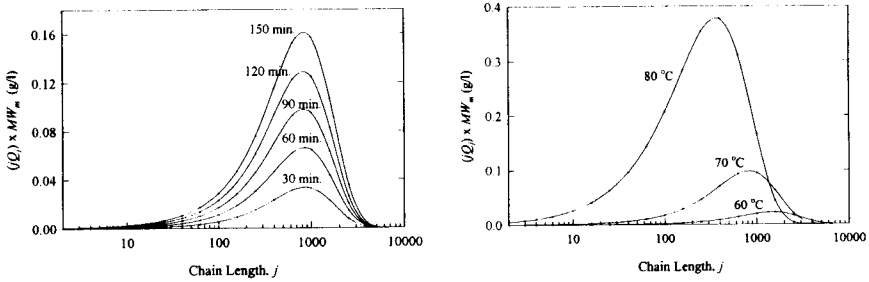 0.16
0.12
0.08
0.04
0.00
(jQj) x MWm (g/l)
150 min.
120 min.
90 min.
60 min.
30 min.
10
100
1000
10000
Chain Length, j
0.4
0.3
0.2
0.1
0.0
(jQj) x MWm (g/l)
80 °C
70 °C
60 °C
10
100
1000
10000
Chain Length, j